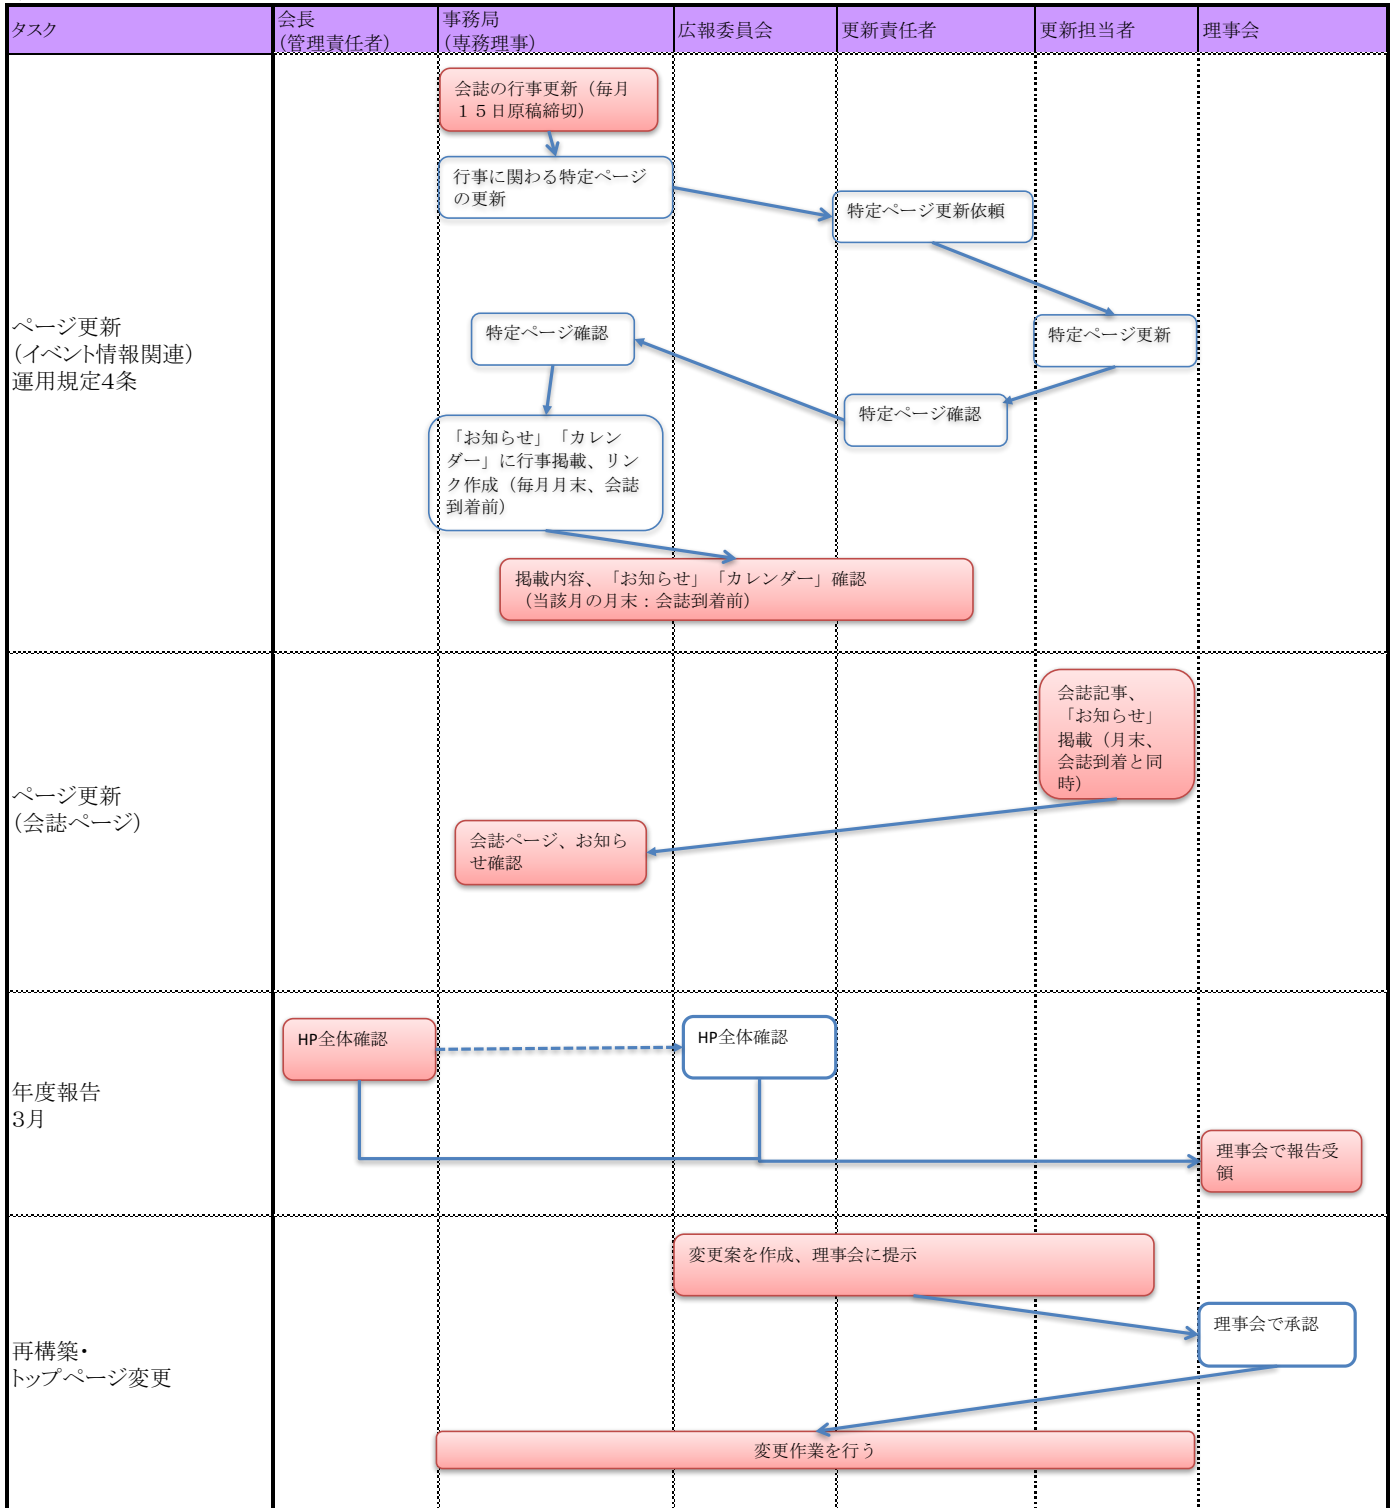 タスク
会長
（管理責任者）
事務局
（専務理事）
広報委員会
更新責任者
更新担当者
理事会
ページ更新
（イベント情報関連）
運用規定4条
会誌の行事更新（毎月
１５日原稿締切）
行事に関わる特定ページ
の更新
特定ページ更新依頼
特定ページ更新
特定ページ確認
特定ページ確認
「お知らせ」「カレン
ダー」に行事掲載、リン
ク作成（毎月月末、会誌
到着前）
掲載内容、「お知らせ」「カレンダー」確認
（当該月の月末：会誌到着前）
ページ更新
（会誌ページ）
会誌記事、
「お知らせ」
掲載（月末、
会誌到着と同
時）
会誌ページ、お知ら
せ確認
年度報告
3月
HP全体確認
HP全体確認
理事会で報告受
領
再構築・
トップページ変更
変更案を作成、理事会に提示
理事会で承認
変更作業を行う